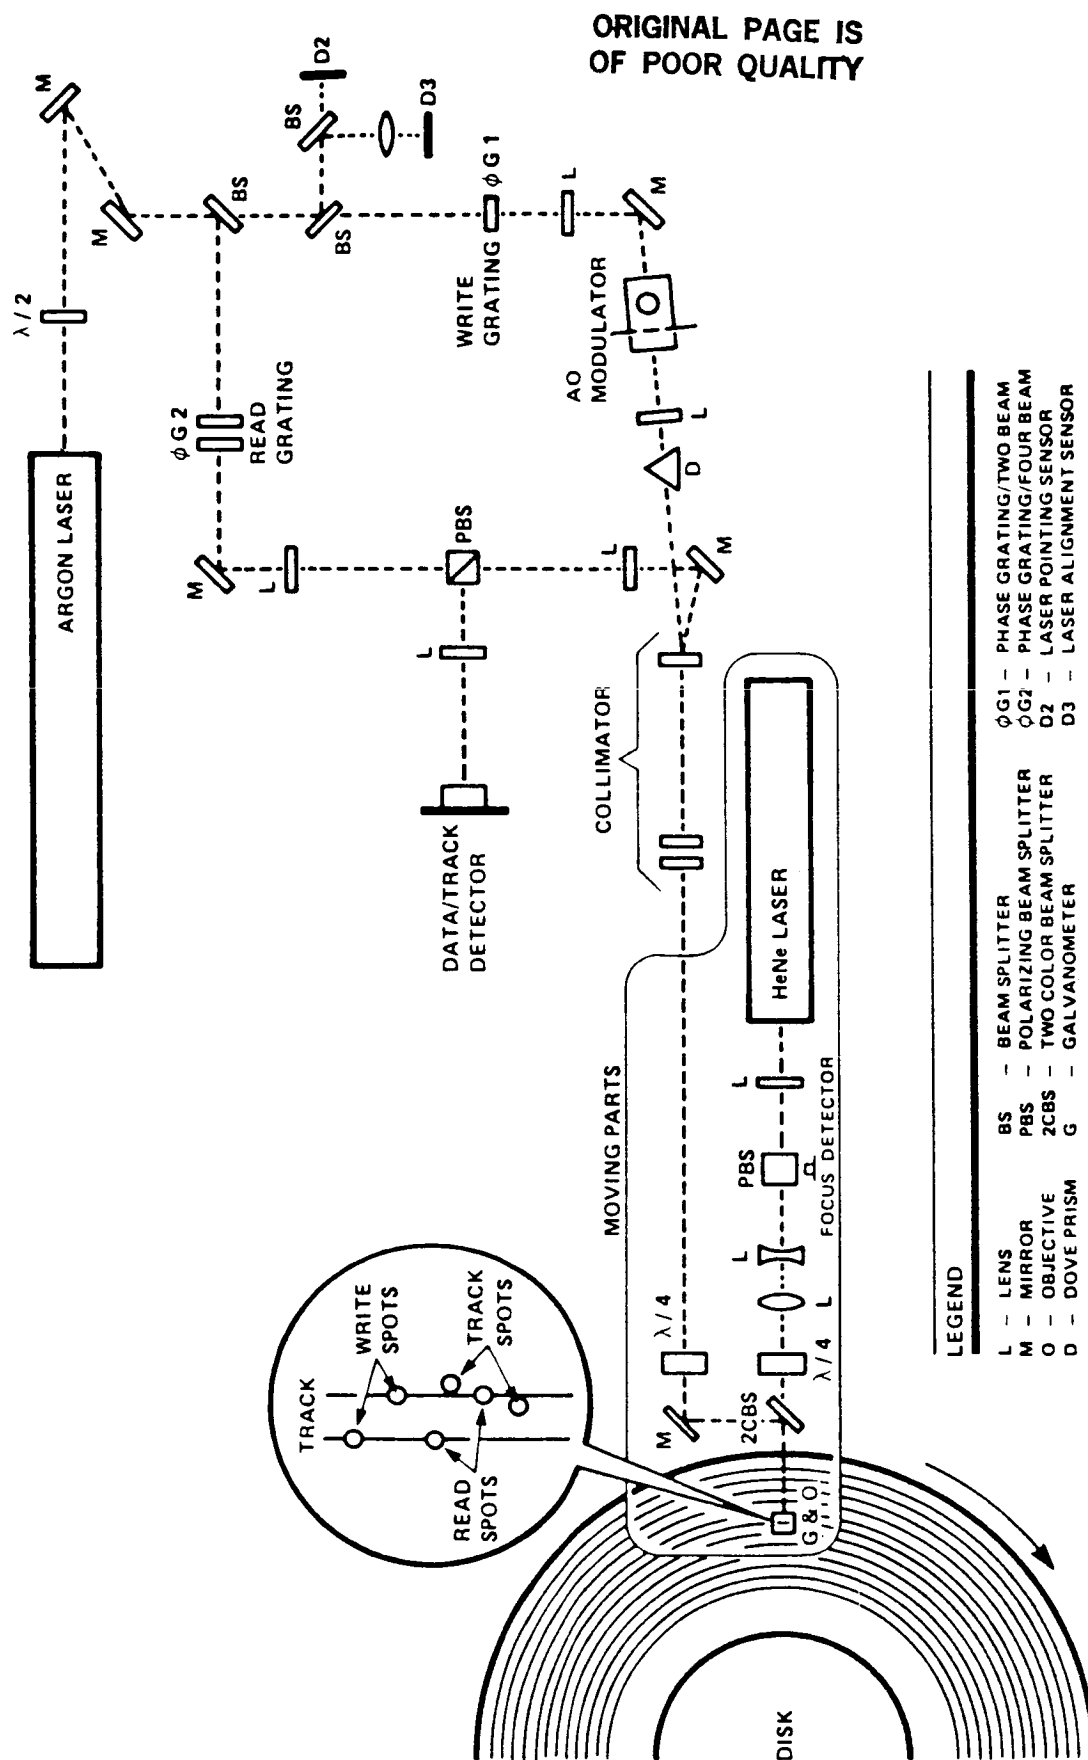 ORIGINAL PAGE IS
OF POOR QUALITY
ARGON LASER
λ/2
M
M
BS
BS
BS
D2
D3
φG2
READ
GRATING
WRITE
GRATING
φG1
L
M
M
L
PBS
L
L
M
AO
MODULATOR
L
D
DATA/TRACK
DETECTOR
COLLIMATOR
MOVING PARTS
HeNe LASER
L
PBS
FOCUS DETECTOR
L
L
λ/4
λ/4
M
2CBS
G & O
TRACK
WRITE
SPOTS
TRACK
SPOTS
READ
SPOTS
DISK
LEGEND
L – LENS
M – MIRROR
O – OBJECTIVE
D – DOVE PRISM
BS – BEAM SPLITTER
PBS – POLARIZING BEAM SPLITTER
2CBS – TWO COLOR BEAM SPLITTER
G – GALVANOMETER
φG1 – PHASE GRATING/TWO BEAM
φG2 – PHASE GRATING/FOUR BEAM
D2 – LASER POINTING SENSOR
D3 – LASER ALIGNMENT SENSOR